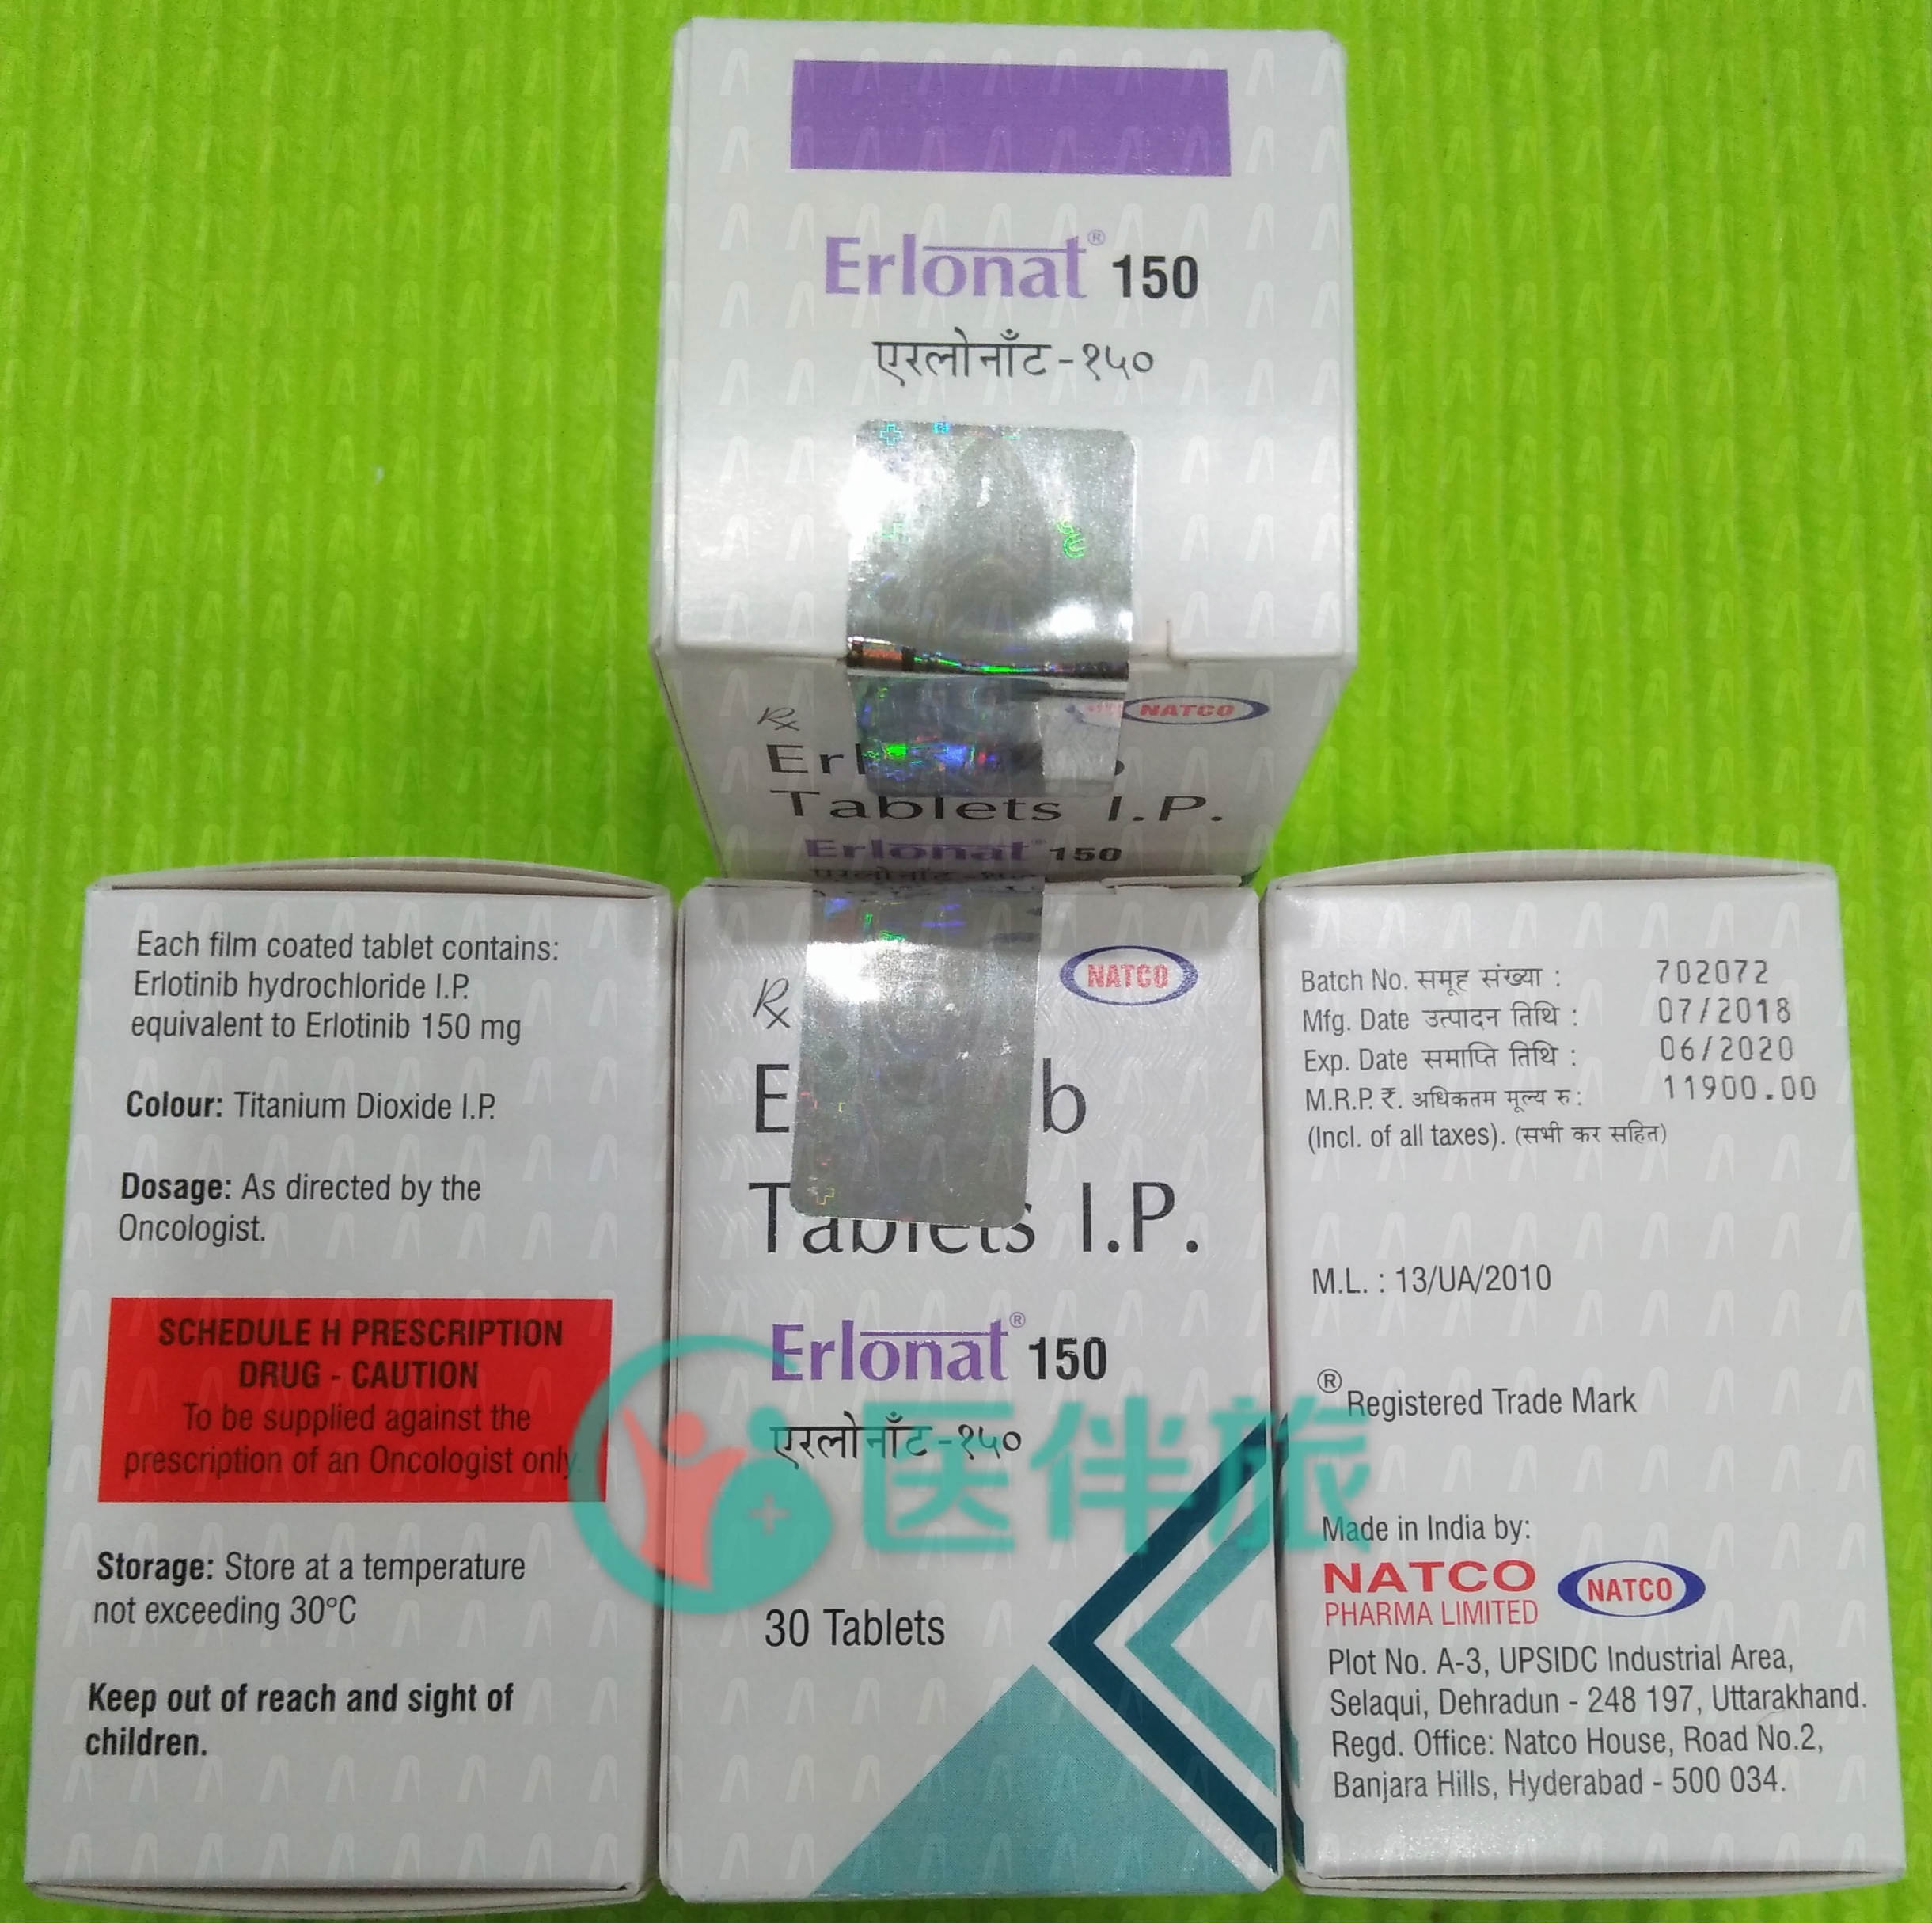 Erlonat® 150
एरलोनाँट-१५०
Rx
NATCO
Tablets I.P.
Erlonat® 150
Each film coated tablet contains:
Erlotinib hydrochloride I.P.
equivalent to Erlotinib 150 mg
Colour: Titanium Dioxide I.P.
Dosage: As directed by the
Oncologist.
SCHEDULE H PRESCRIPTION
DRUG - CAUTION
To be supplied against the
prescription of an Oncologist only.
Storage: Store at a temperature
not exceeding 30°C
Keep out of reach and sight of
children.
Rx
NATCO
Tablets I.P.
Erlonat® 150
एरलोनाँट-१५०
医伴旅
30 Tablets
Batch No. समूह संख्या : 702072
Mfg. Date उत्पादन तिथि : 07/2018
Exp. Date समाप्ति तिथि : 06/2020
M.R.P. ₹. अधिकतम मूल्य रु : 11900.00
(Incl. of all taxes). (सभी कर सहित)
M.L. : 13/UA/2010
® Registered Trade Mark
Made in India by:
NATCO
PHARMA LIMITED
NATCO
Plot No. A-3, UPSIDC Industrial Area,
Selaqui, Dehradun - 248 197, Uttarakhand.
Regd. Office: Natco House, Road No.2,
Banjara Hills, Hyderabad - 500 034.